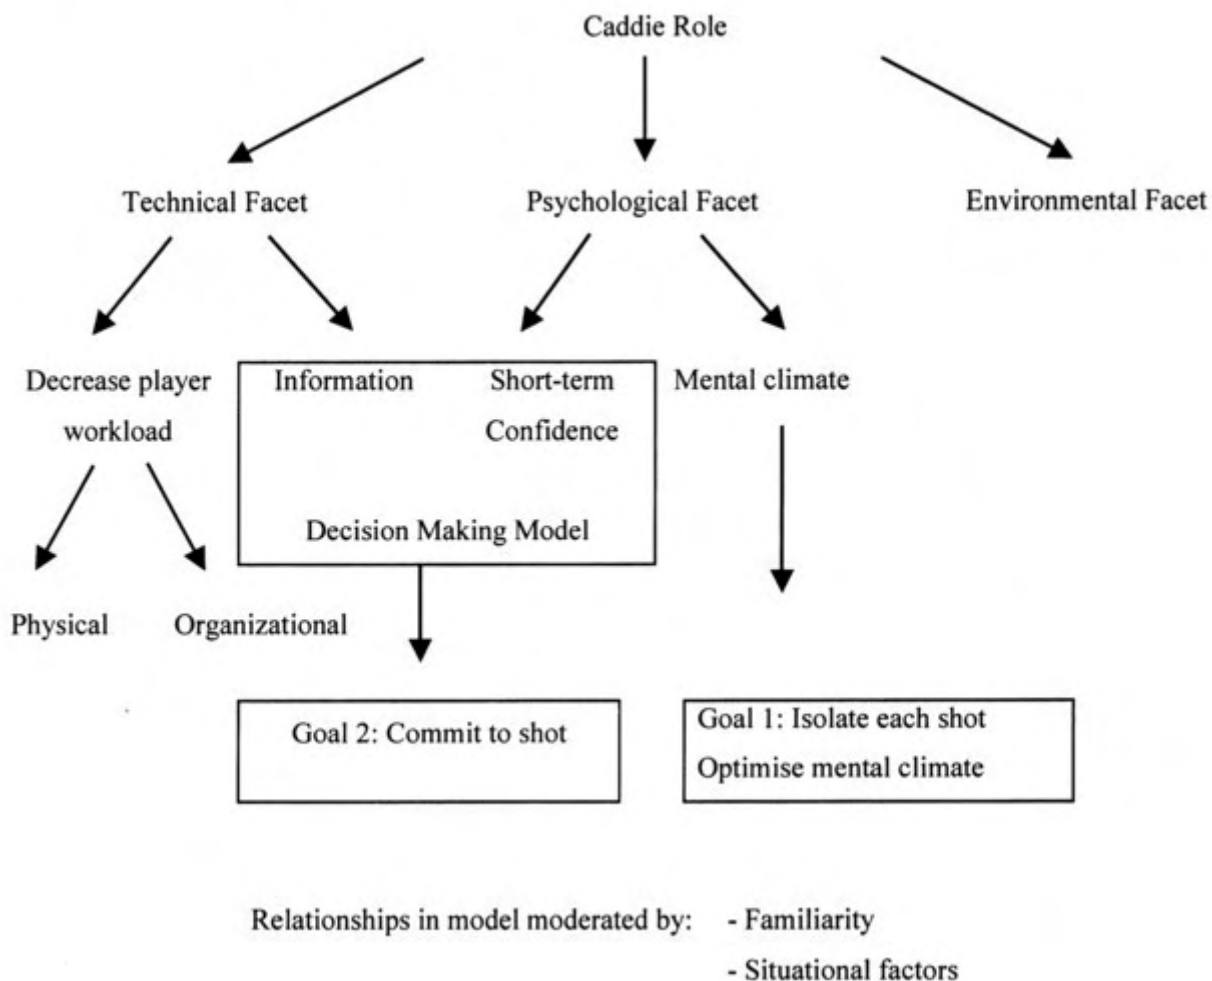 Caddie Role
Technical Facet
Psychological Facet
Environmental Facet
Decrease player
workload
Information
Short-term
Confidence
Mental climate
Decision Making Model
Physical
Organizational
Goal 2: Commit to shot
Goal 1: Isolate each shot
Optimise mental climate
Relationships in model moderated by: - Familiarity
- Situational factors